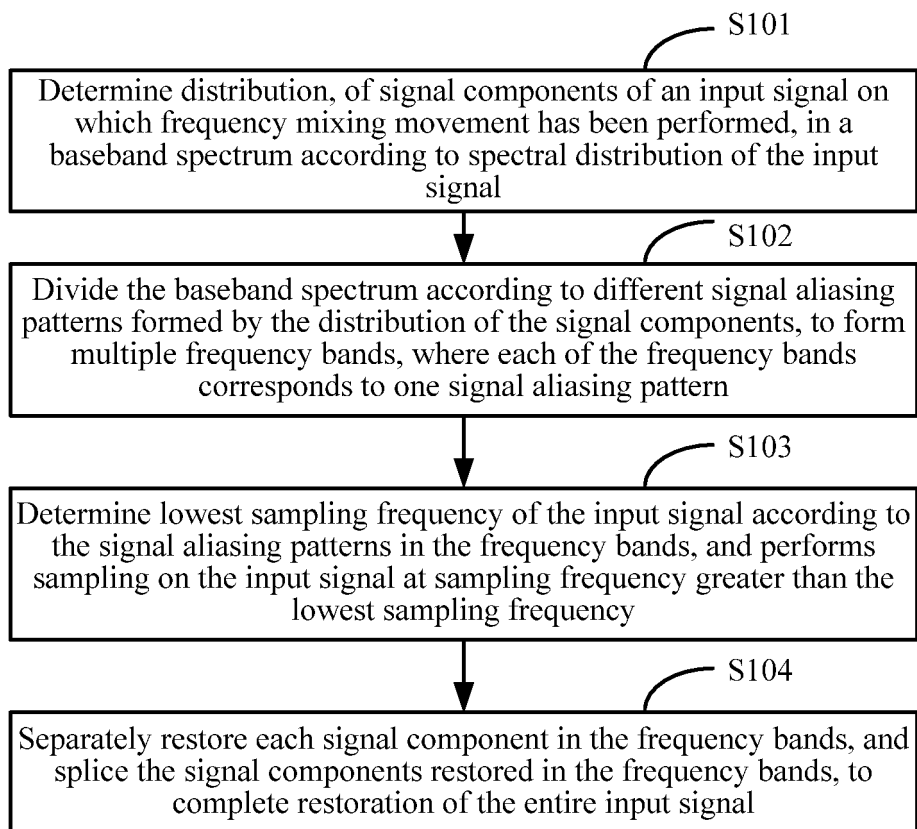 S101
Determine distribution, of signal components of an input signal on
which frequency mixing movement has been performed, in a
baseband spectrum according to spectral distribution of the input
signal
S102
Divide the baseband spectrum according to different signal aliasing
patterns formed by the distribution of the signal components, to form
multiple frequency bands, where each of the frequency bands
corresponds to one signal aliasing pattern
S103
Determine lowest sampling frequency of the input signal according to
the signal aliasing patterns in the frequency bands, and performs
sampling on the input signal at sampling frequency greater than the
lowest sampling frequency
S104
Separately restore each signal component in the frequency bands, and
splice the signal components restored in the frequency bands, to
complete restoration of the entire input signal